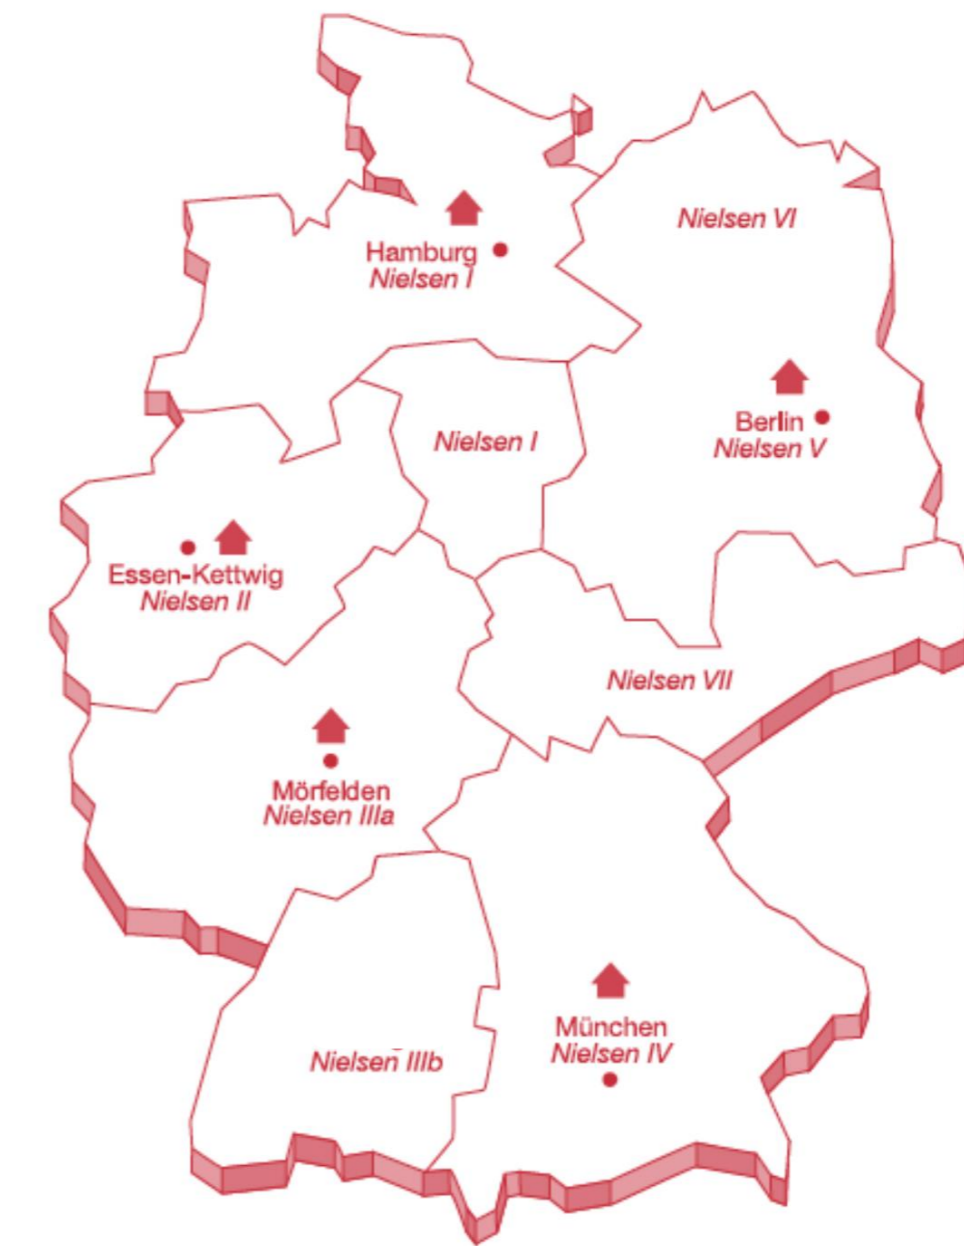 Nielsen VI
Hamburg
Nielsen I
Berlin
Nielsen V
Nielsen I
Essen-Kettwig
Nielsen II
Nielsen VII
Mörfelden
Nielsen IIIa
München
Nielsen IV
Nielsen IIIb